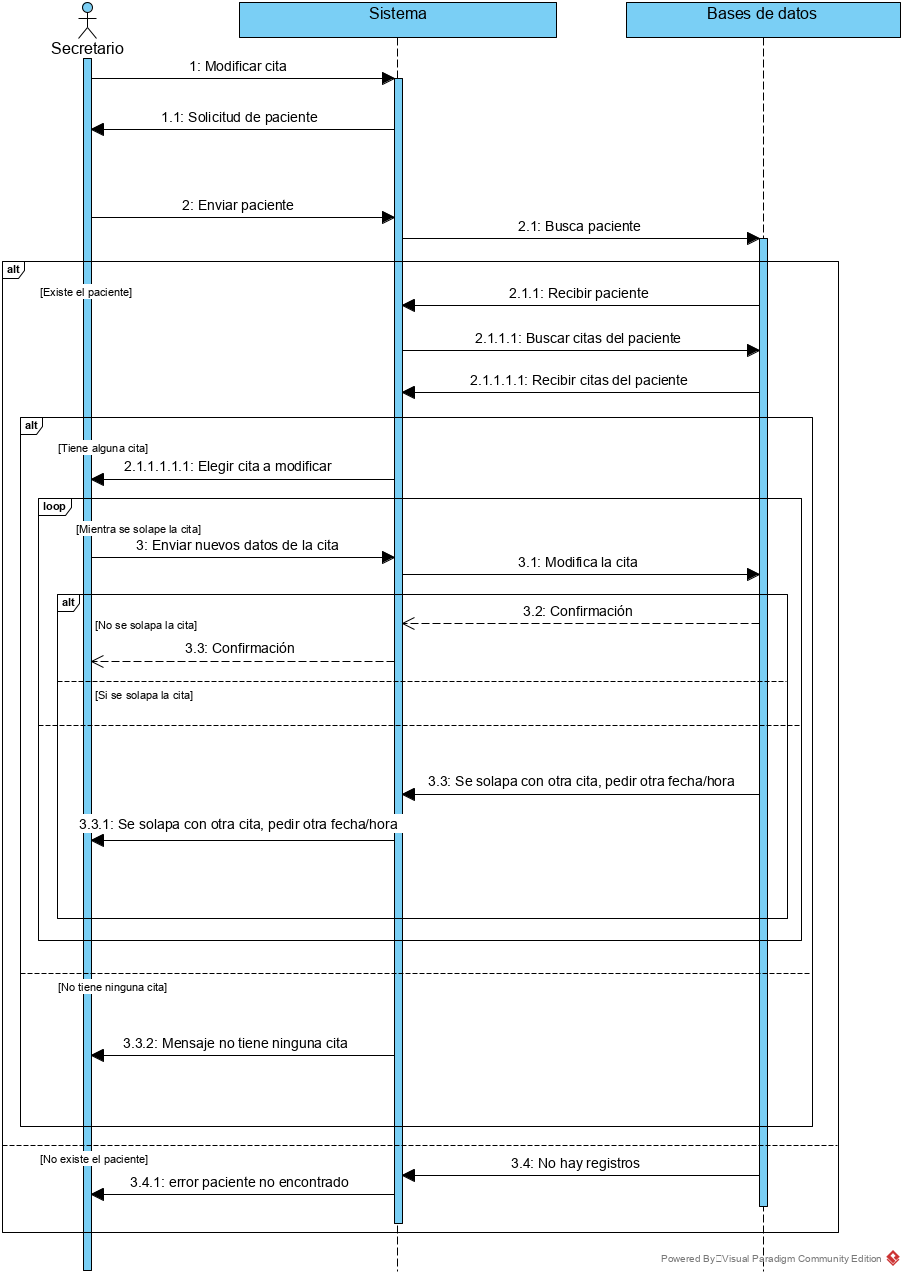 Sistema
Bases de datos
Secretario
1: Modificar cita
1.1: Solicitud de paciente
2: Enviar paciente
2.1: Busca paciente
alt
[Existe el paciente]
2.1.1: Recibir paciente
2.1.1.1: Buscar citas del paciente
2.1.1.1.1: Recibir citas del paciente
alt
[Tiene alguna cita]
2.1.1.1.1.1: Elegir cita a modificar
loop
[Mientra se solape la cita]
3: Enviar nuevos datos de la cita
3.1: Modifica la cita
alt
3.2: Confirmación
[No se solapa la cita]
3.3: Confirmación
[Si se solapa la cita]
3.3: Se solapa con otra cita, pedir otra fecha/hora
3.3.1: Se solapa con otra cita, pedir otra fecha/hora
[No tiene ninguna cita]
3.3.2: Mensaje no tiene ninguna cita
[No existe el paciente]
3.4: No hay registros
3.4.1: error paciente no encontrado
Powered By Visual Paradigm Community Edition